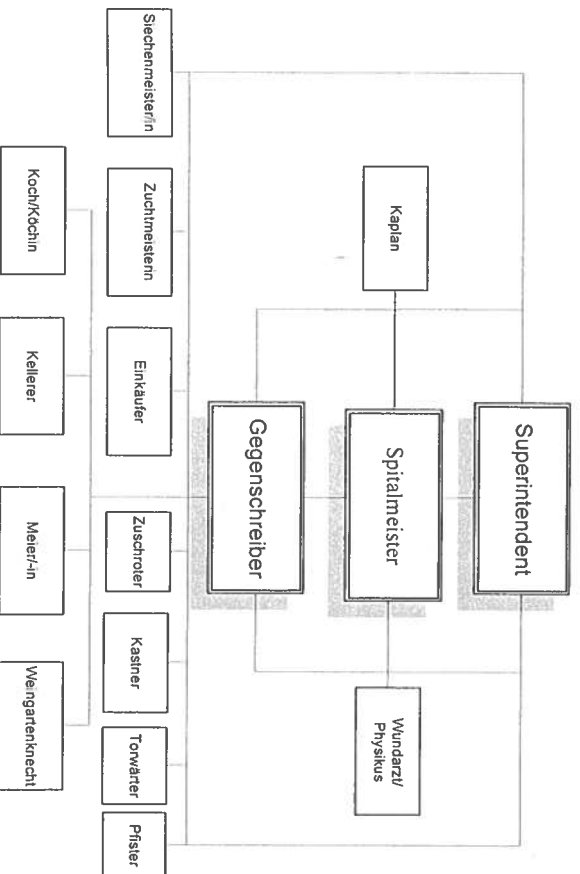 Superintendent
Kaplan
Spitalmeister
Wundarzt/
Physikus
Gegenschreiber
Siechenmeister/in
Zuchtmeisterin
Einkäufer
Zuschroter
Kastner
Torwärter
Pfister
Koch/Köchin
Kellerer
Meier/-in
Weingartenknecht